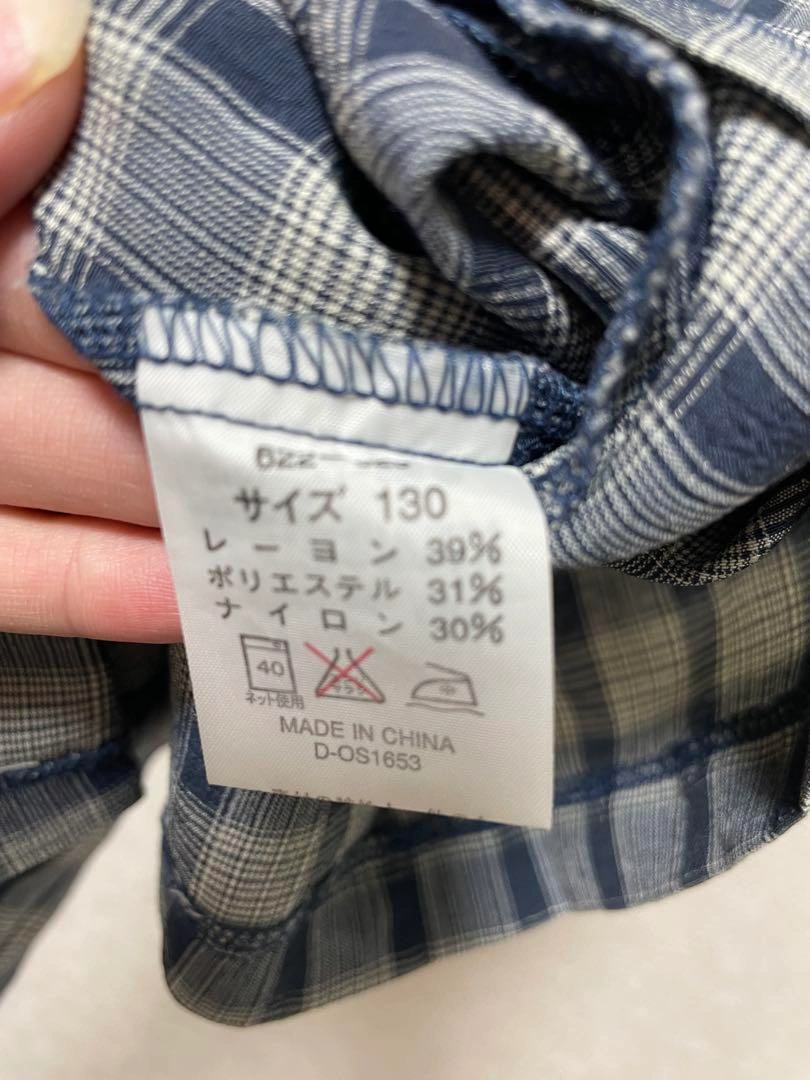 サイズ 130
レーヨン 39%
ポリエステル 31%
ナイロン 30%
40
ネット使用
MADE IN CHINA
D-OS1653